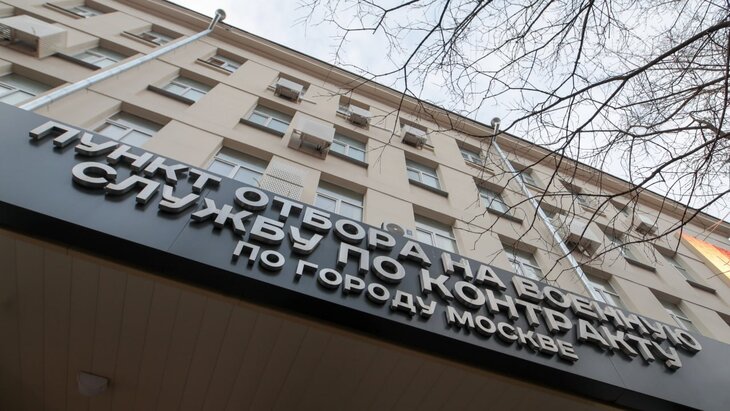 ПУНКТ ОТБОРА НА ВОЕННУЮ
СЛУЖБУ ПО КОНТРАКТУ
ПО ГОРОДУ МОСКВЕ